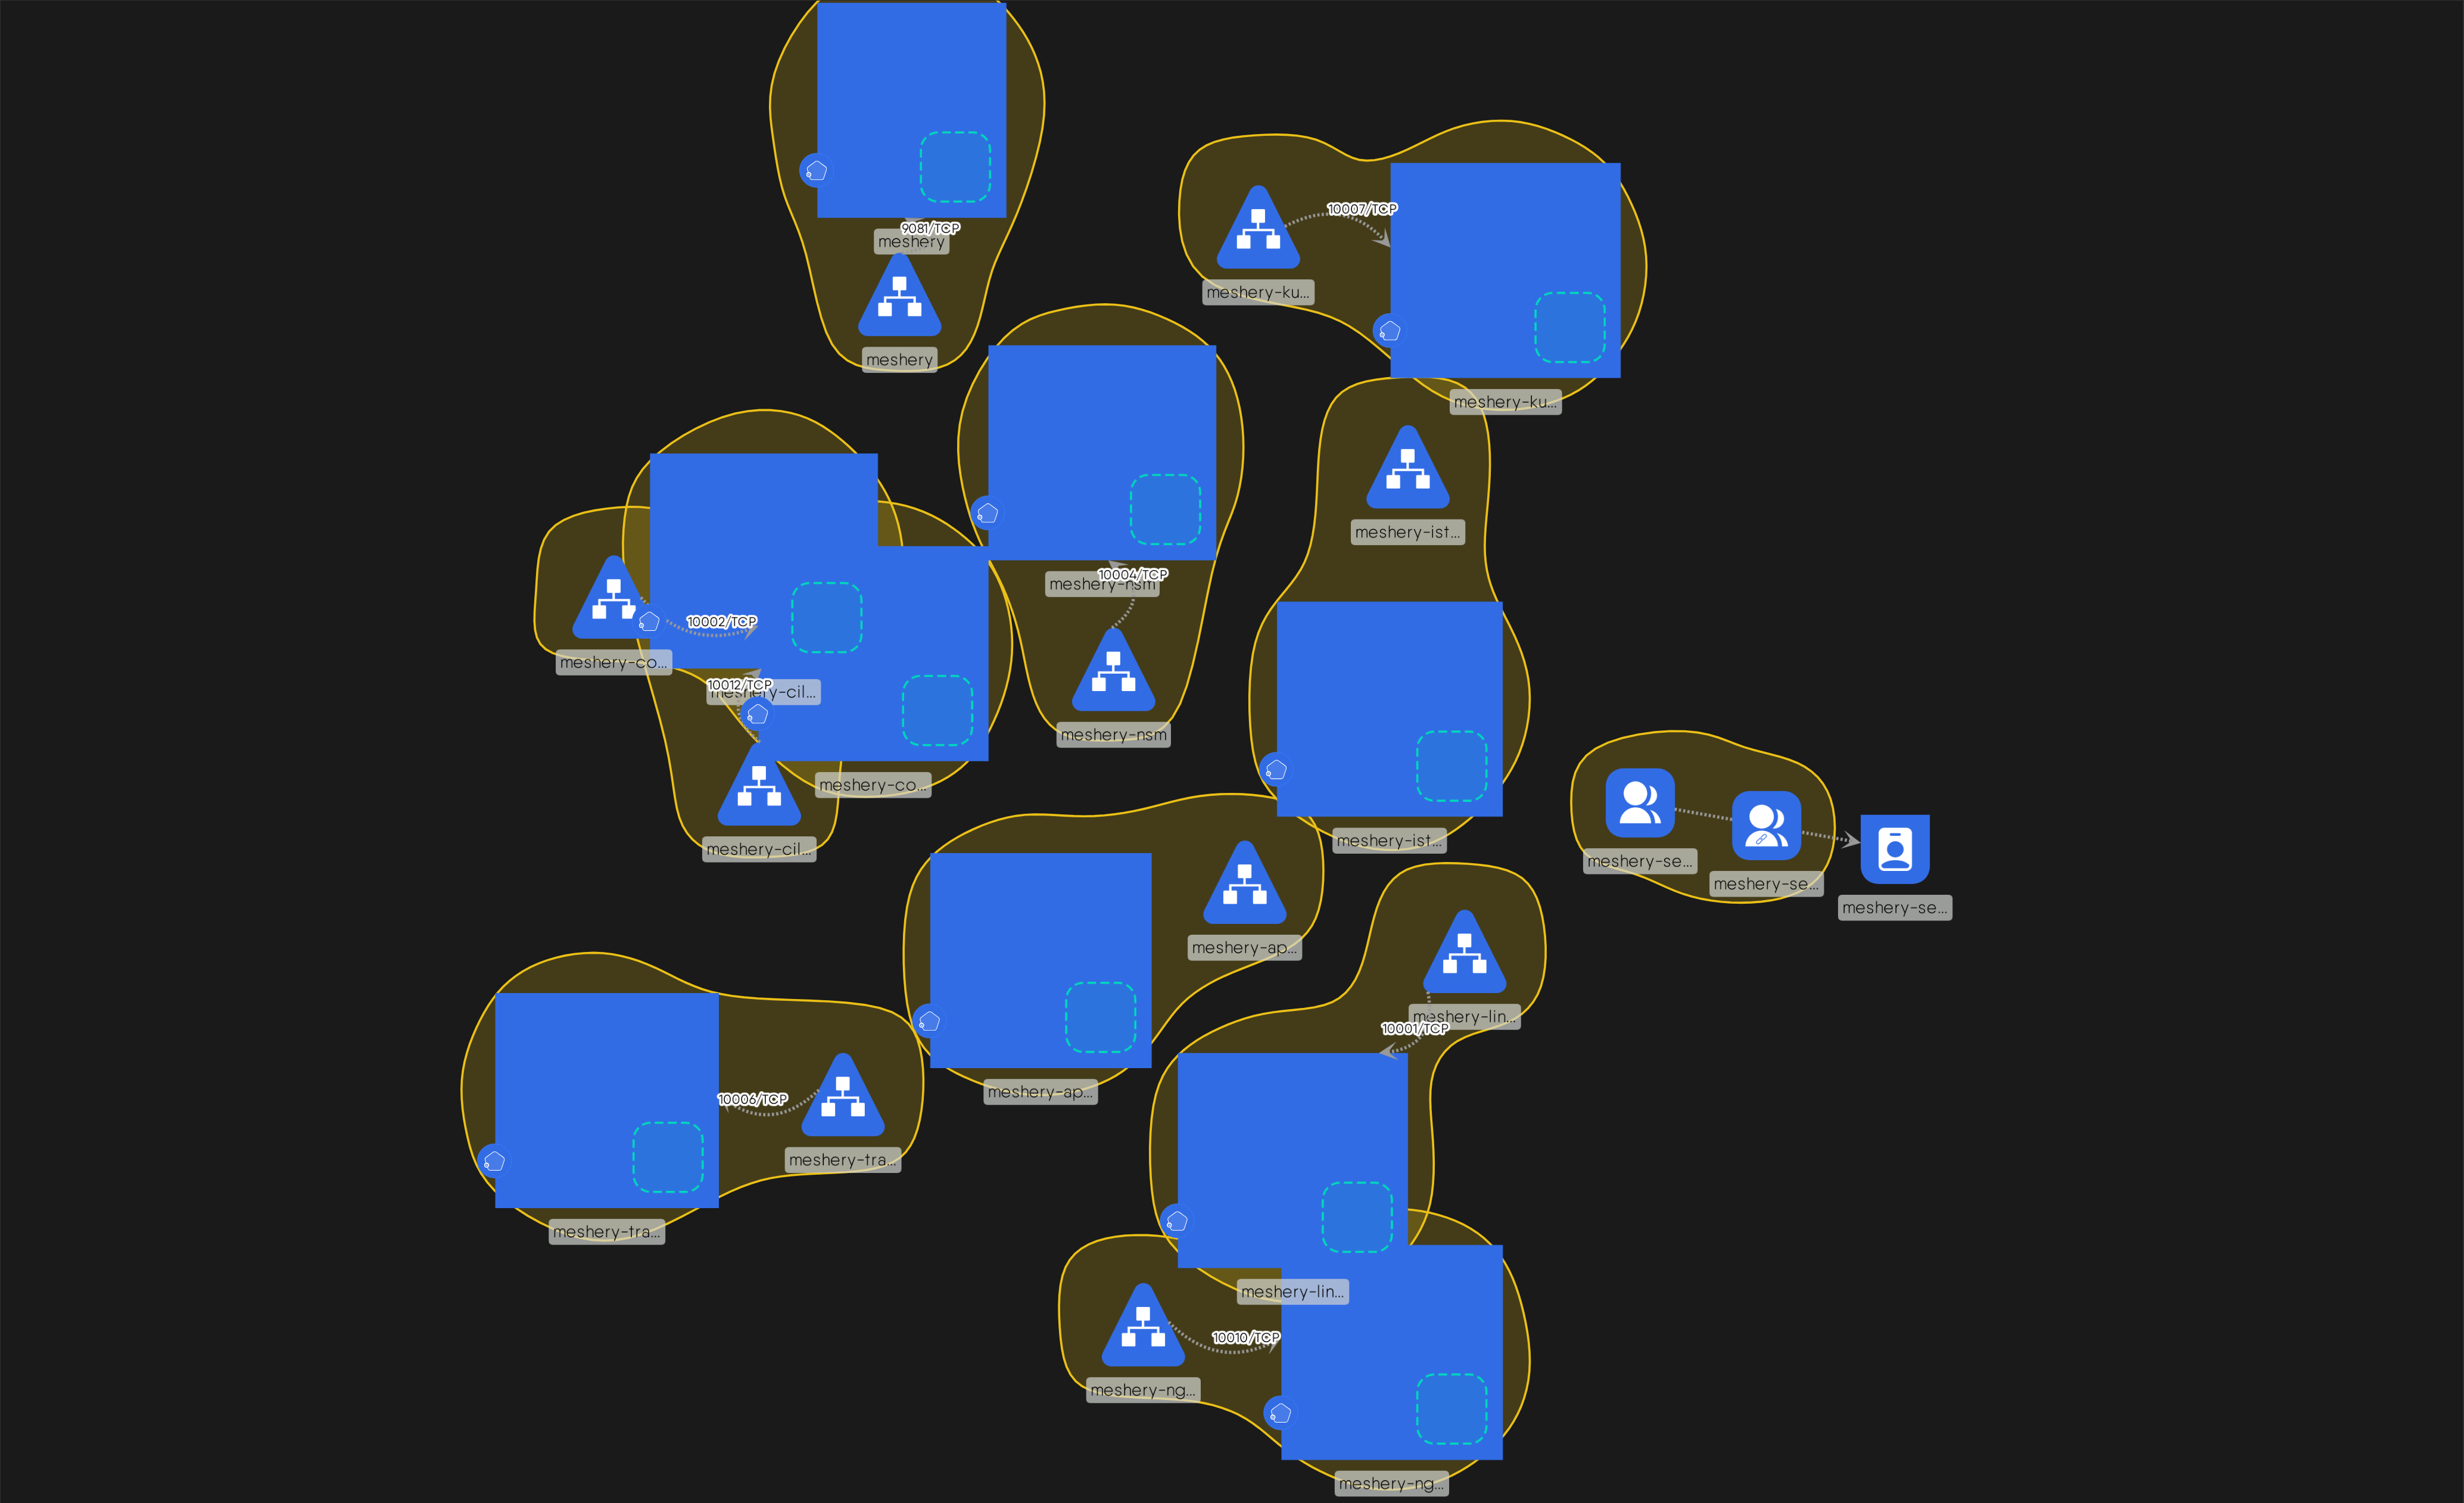 9081/TCP
meshery
meshery
10007/TCP
meshery-ku...
meshery-ku...
meshery-ist...
10004/TCP
meshery-nsm
meshery-nsm
10002/TCP
meshery-co...
10012/TCP
meshery-cil...
meshery-co...
meshery-cil...
meshery-ist...
meshery-se...
meshery-se...
meshery-se...
meshery-ap...
meshery-ap...
meshery-lin...
10001/TCP
10006/TCP
meshery-tra...
meshery-tra...
meshery-lin...
10010/TCP
meshery-ng...
meshery-ng...